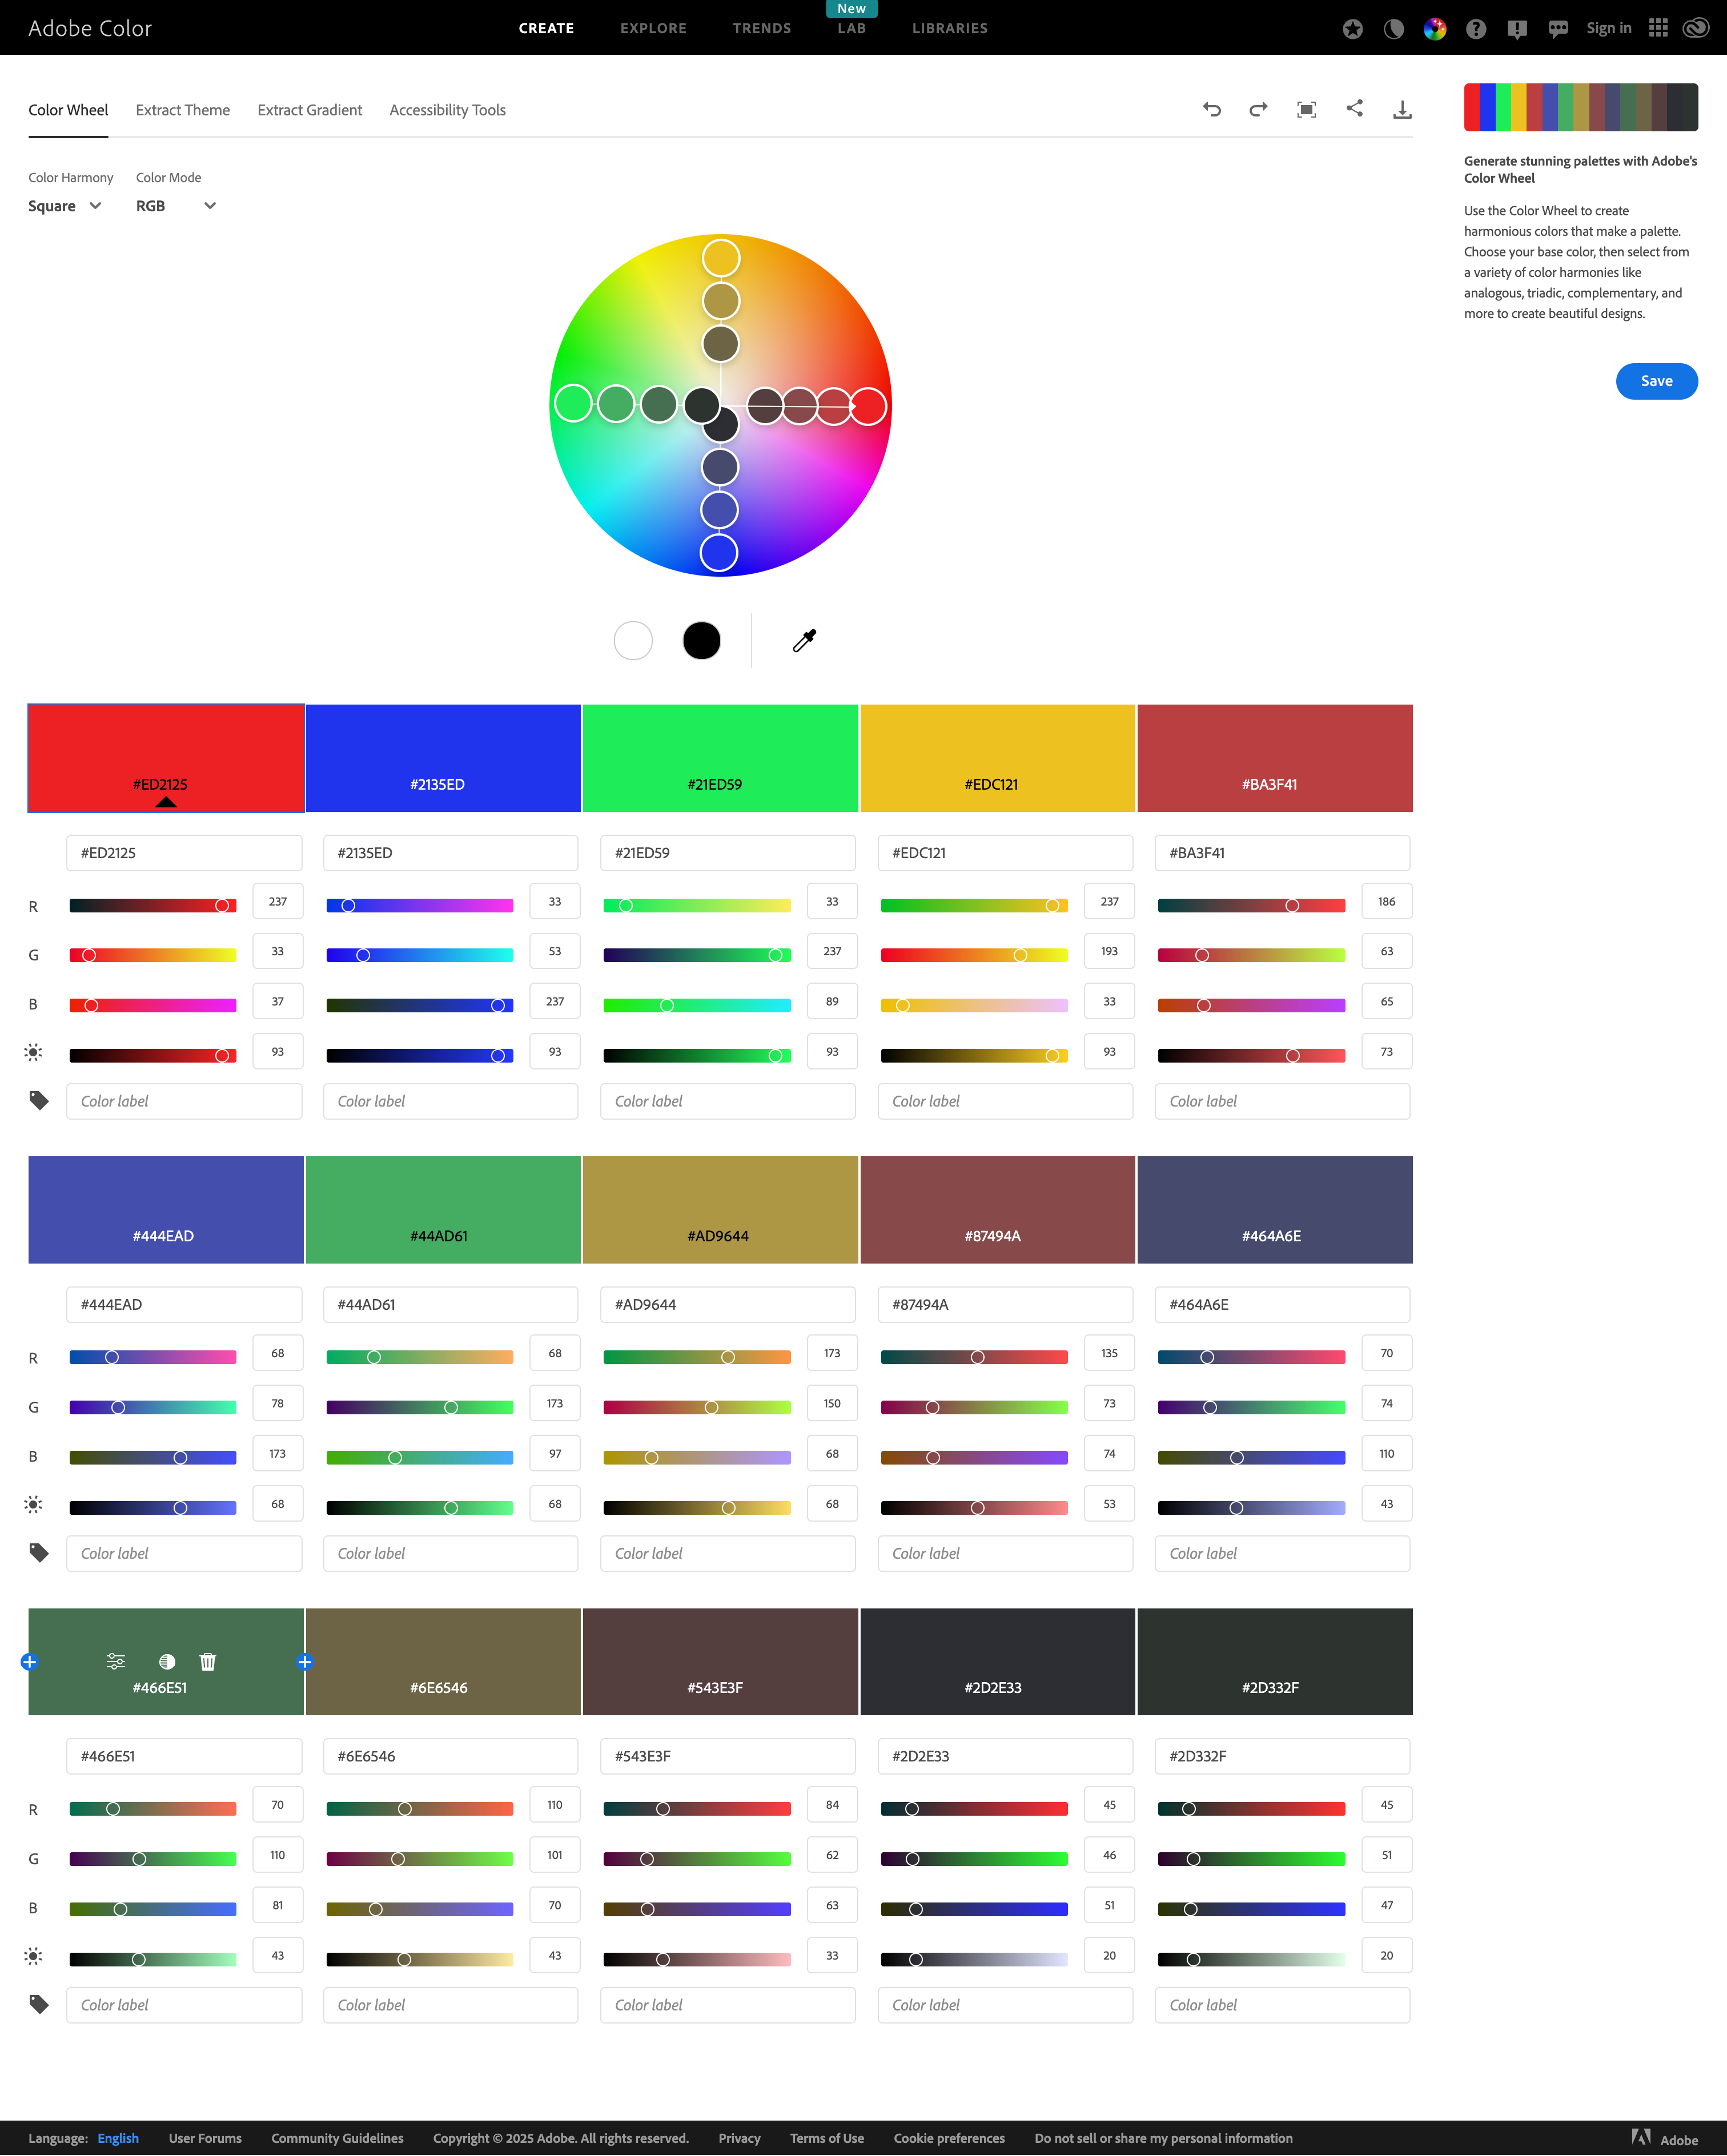 New
Adobe Color CREATE EXPLORE TRENDS LAB LIBRARIES Sign in
Color Wheel Extract Theme Extract Gradient Accessibility Tools
Generate stunning palettes with Adobe's
Color Wheel
Use the Color Wheel to create
harmonious colors that make a palette.
Choose your base color, then select from
a variety of color harmonies like
analogous, triadic, complementary, and
more to create beautiful designs.
Save
Color Harmony Color Mode
Square RGB
#ED2125 #2135ED #21ED59 #EDC121 #BA3F41
#ED2125 #2135ED #21ED59 #EDC121 #BA3F41
R 237 33 33 237 186
G 33 53 237 193 63
B 37 237 89 33 65
93 93 93 93 73
Color label Color label Color label Color label Color label
#444EAD #44AD61 #AD9644 #87494A #464A6E
#444EAD #44AD61 #AD9644 #87494A #464A6E
R 68 68 173 135 70
G 78 173 150 73 74
B 173 97 68 74 110
68 68 68 53 43
Color label Color label Color label Color label Color label
#466E51 #6E6546 #543E3F #2D2E33 #2D332F
#466E51 #6E6546 #543E3F #2D2E33 #2D332F
R 70 110 84 45 45
G 110 101 62 46 51
B 81 70 63 51 47
43 43 33 20 20
Color label Color label Color label Color label Color label
Language: English User Forums Community Guidelines Copyright © 2025 Adobe. All rights reserved. Privacy Terms of Use Cookie preferences Do not sell or share my personal information Adobe